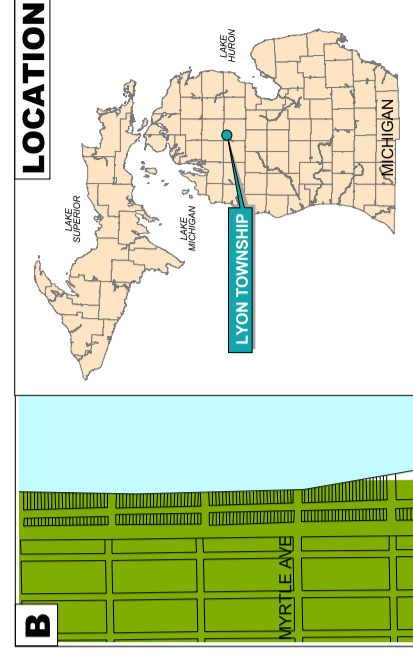 LOCATION
LAKE
SUPERIOR
LAKE
HURON
LAKE
MICHIGAN
LYON TOWNSHIP
MICHIGAN
B
MYRTLE AVE